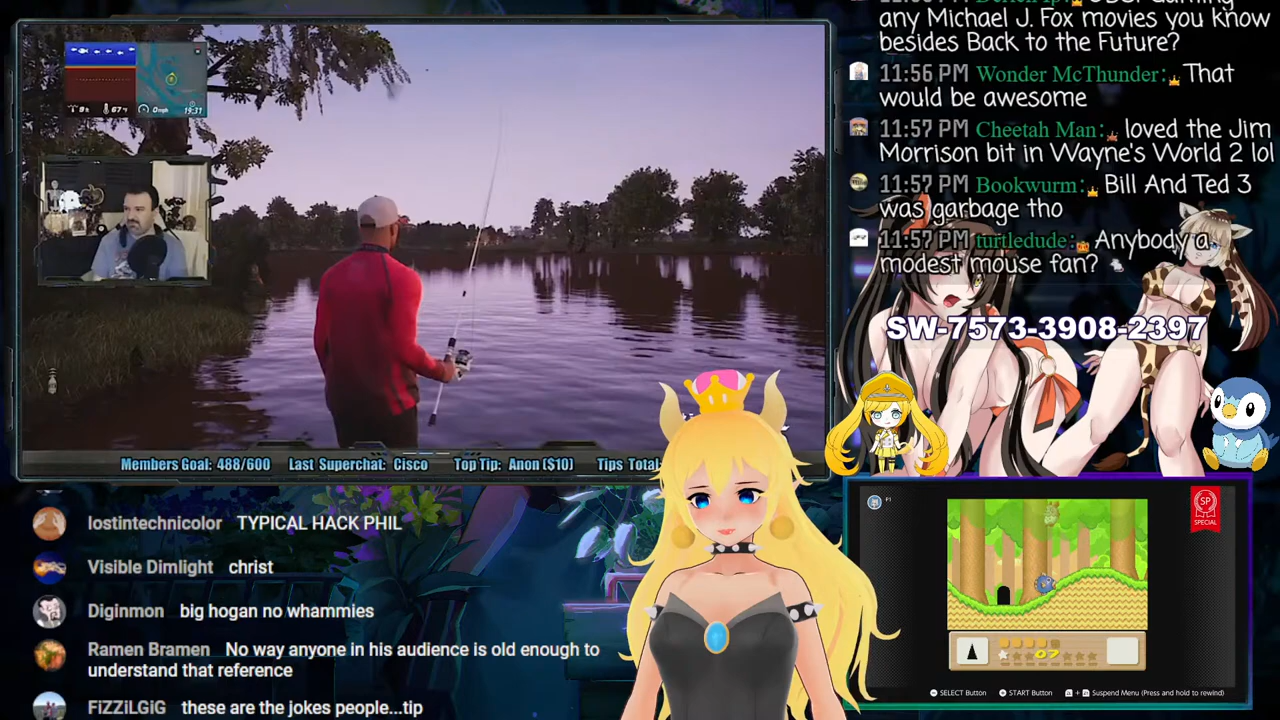 any Michael J. Fox movies you know
besides Back to the Future?
11:56 PM Wonder McThunder: That
would be awesome
11:57 PM Cheetah Man: loved the Jim
Morrison bit in Wayne's World 2 lol
11:57 PM Bookwurm: Bill And Ted 3
was garbage tho
11:57 PM turtledude: Anybody a
modest mouse fan?
SW-7573-3908-2397
19:31
Members Goal: 488/600 Last Superchat: Cisco Top Tip: Anon ($10) Tips Total
lostintechnicolor TYPICAL HACK PHIL
Visible Dimlight christ
Diginmon big hogan no whammies
Ramen Bramen No way anyone in his audience is old enough to
understand that reference
FiZZiLGiG these are the jokes people...tip
P1
SP
SPECIAL
07
SELECT Button START Button Suspend Menu (Press and hold to rewind)